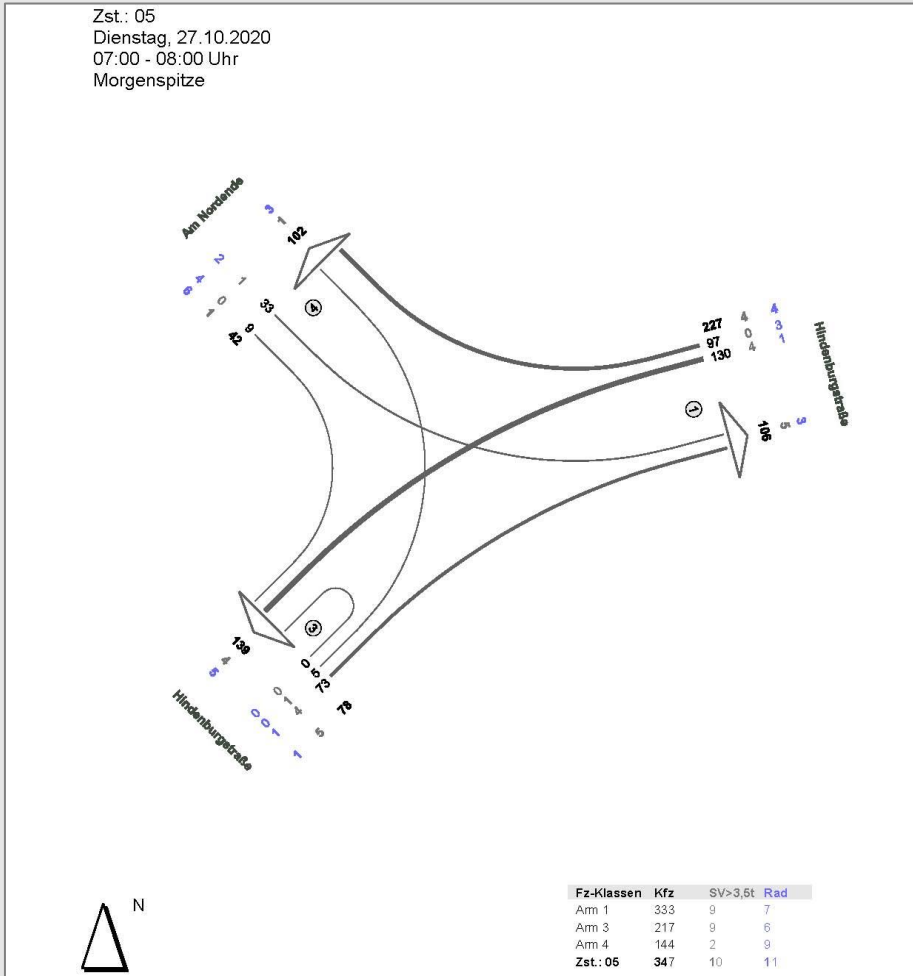 Zst.: 05
Dienstag, 27.10.2020
07:00 - 08:00 Uhr
Morgenspitze
Am Nordende
3
1
102
2
4
6
1
0
1
33
9
42
4
227 4 4
97 0 3
130 4 1
Hindenburgstraße
1
106 5 3
3
139
4
5
Hindenburgstraße
0
5
73
78
0
1
4
5
0
0
1
1
N
Fz-Klassen Kfz SV>3,5t Rad
Arm 1 333 9 7
Arm 3 217 9 6
Arm 4 144 2 9
Zst.: 05 347 10 11